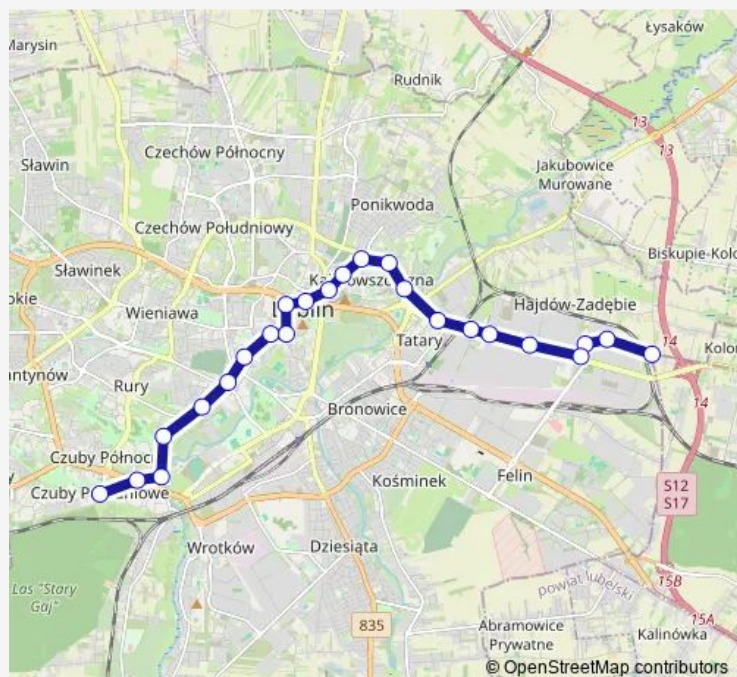 Marysin
Łysaków
Rudnik
13
13
Sławin
Czechów Północny
Jakubowice
Murowane
Ponikwoda
Czechów Południowy
Sławinek
Biskupie-Kolo
Wieniawa
Hajdów-Zadębie
14
Tatary
Kolon
Rury
14
Bronowice
Czuby Północ
Kośminek
Felin
S12
S17
Wrotków
Dziesiąta
Las "Stary
Gaj"
powiat lubelski
15B
835
Abramowice
Prywatne
15A
Kalinówka
© OpenStreetMap contributors